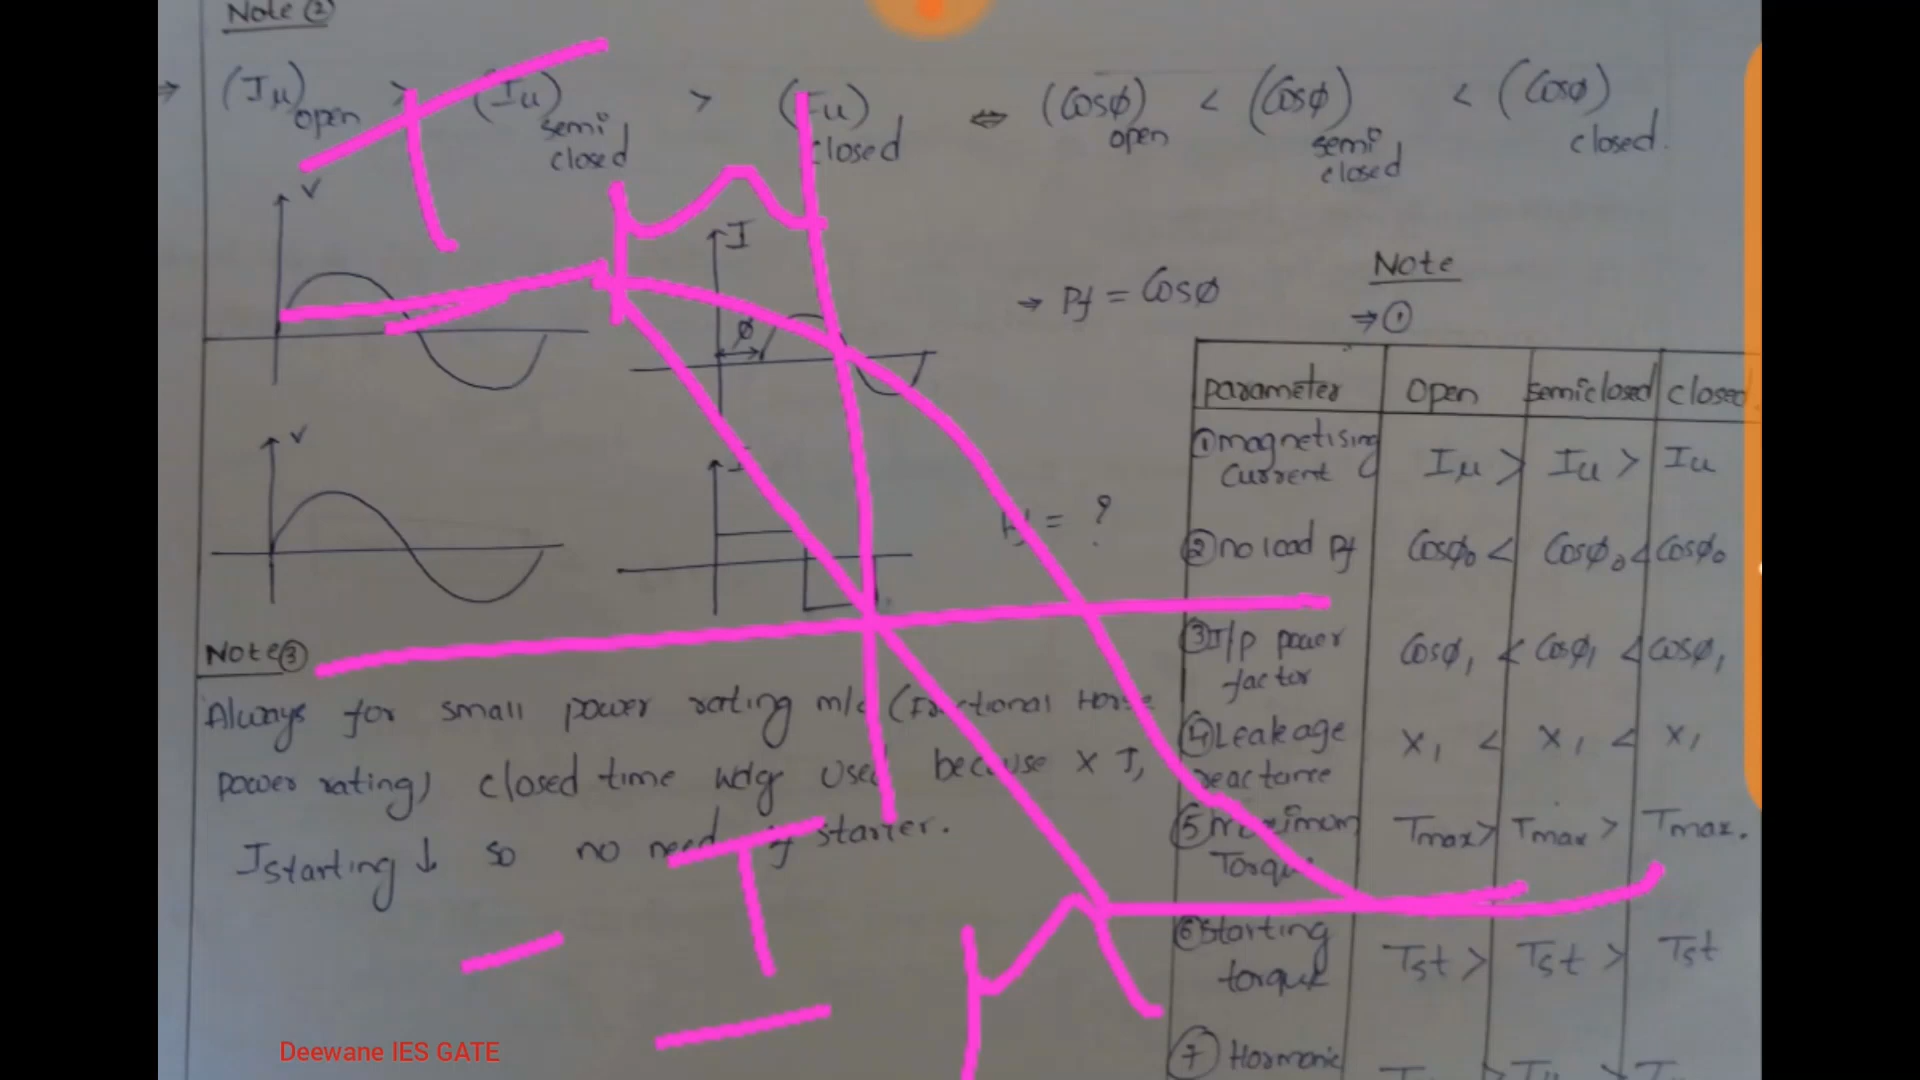 Note ②
⇒ (Iμ)open > (Iμ)semi closed > (Iμ)closed ⇔ (Cosφ)open < (Cosφ)semi closed < (Cosφ)closed.
V
I
φ
→ Pf = Cosφ
Note
⇒ ①
V
I
Pf = ?
parameter Open Semiclosed closed
① magnetising current Iμ > Iμ > Iμ
② no load Pf Cosφ₀ < Cosφ₀ < Cosφ₀
③ I/p power factor Cosφ₁ < Cosφ₁ < Cosφ₁
④ Leakage reactance X₁ < X₁ < X₁
⑤ Maximum Torque Tmax > Tmax > Tmax.
⑥ Starting torque Tst > Tst > Tst
⑦ Harmonic
Note ③
Always for small power rating m/c (Fractional Horse
power rating) closed time wdg used because X ↑,
Istarting ↓ so no need of starter.
T
T
Deewane IES GATE